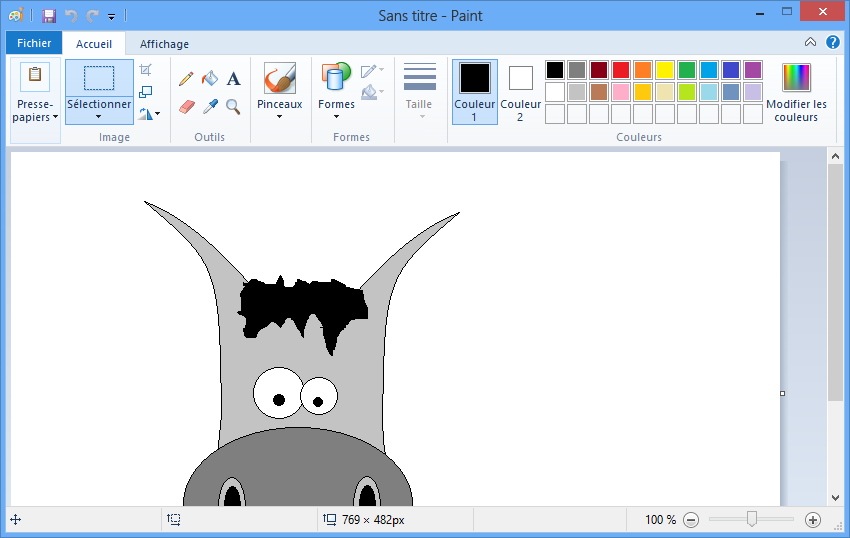 Sans titre - Paint
Fichier
Accueil
Affichage
Presse-
papiers
Sélectionner
Image
A
Outils
Pinceaux
Formes
Formes
Taille
Couleur
1
Couleur
2
Modifier les
couleurs
Couleurs
769 × 482px
100 %